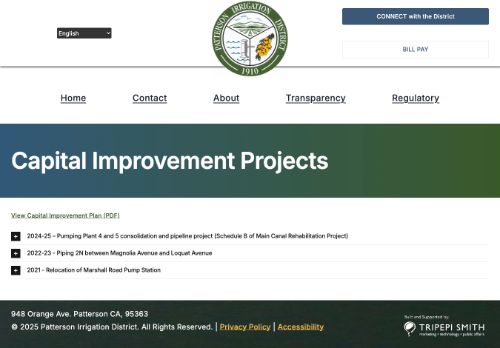 English
PATTERSON IRRIGATION DISTRICT
1910
CONNECT with the District
BILL PAY
Home Contact About Transparency Regulatory
Capital Improvement Projects
View Capital Improvement Plan (PDF)
+ 2024-25 – Pumping Plant 4 and 5 consolidation and pipeline project (Schedule B of Main Canal Rehabilitation Project)
+ 2022-23 - Piping 2N between Magnolia Avenue and Loquat Avenue
+ 2021 - Relocation of Marshall Road Pump Station
948 Orange Ave. Patterson CA, 95363
© 2025 Patterson Irrigation District. All Rights Reserved. | Privacy Policy | Accessibility
Built and Supported by:
TRIPEPI SMITH
marketing • technology • public affairs